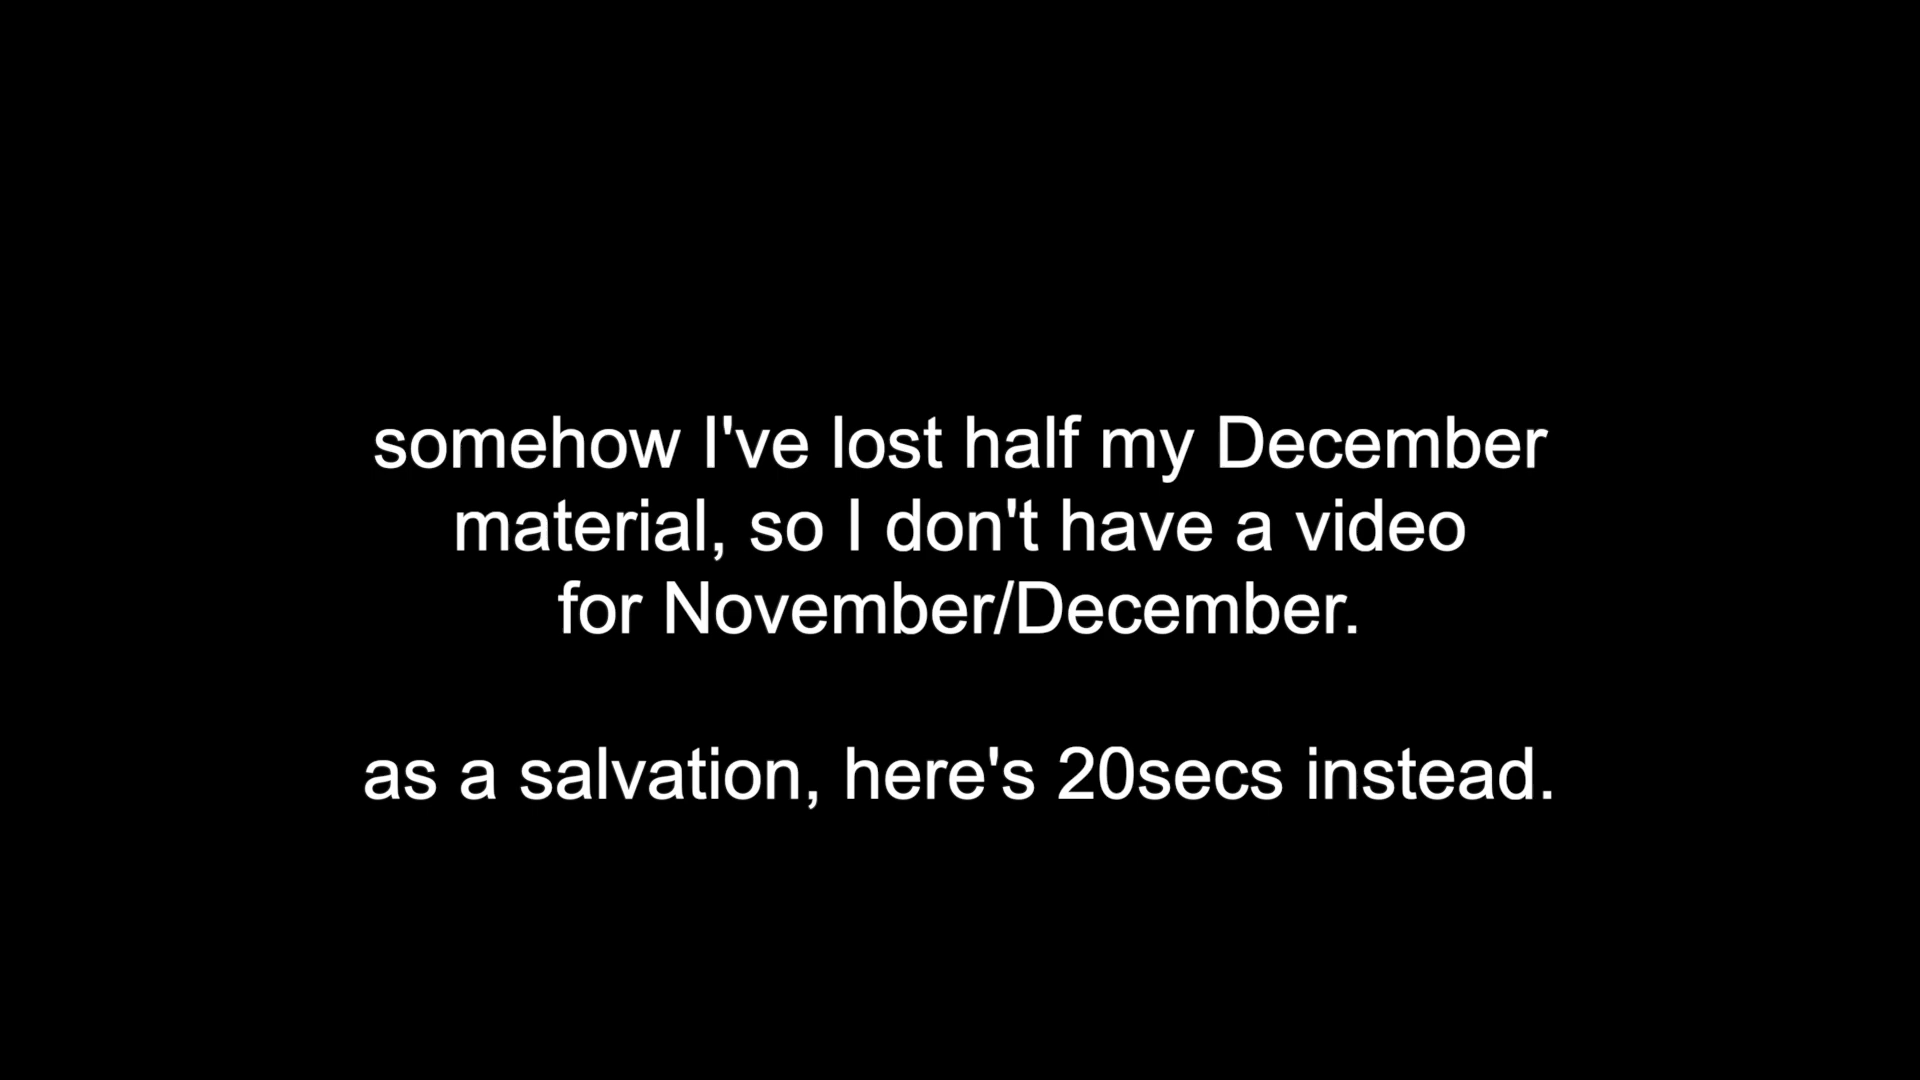 somehow I've lost half my December
material, so I don't have a video
for November/December.
as a salvation, here's 20secs instead.